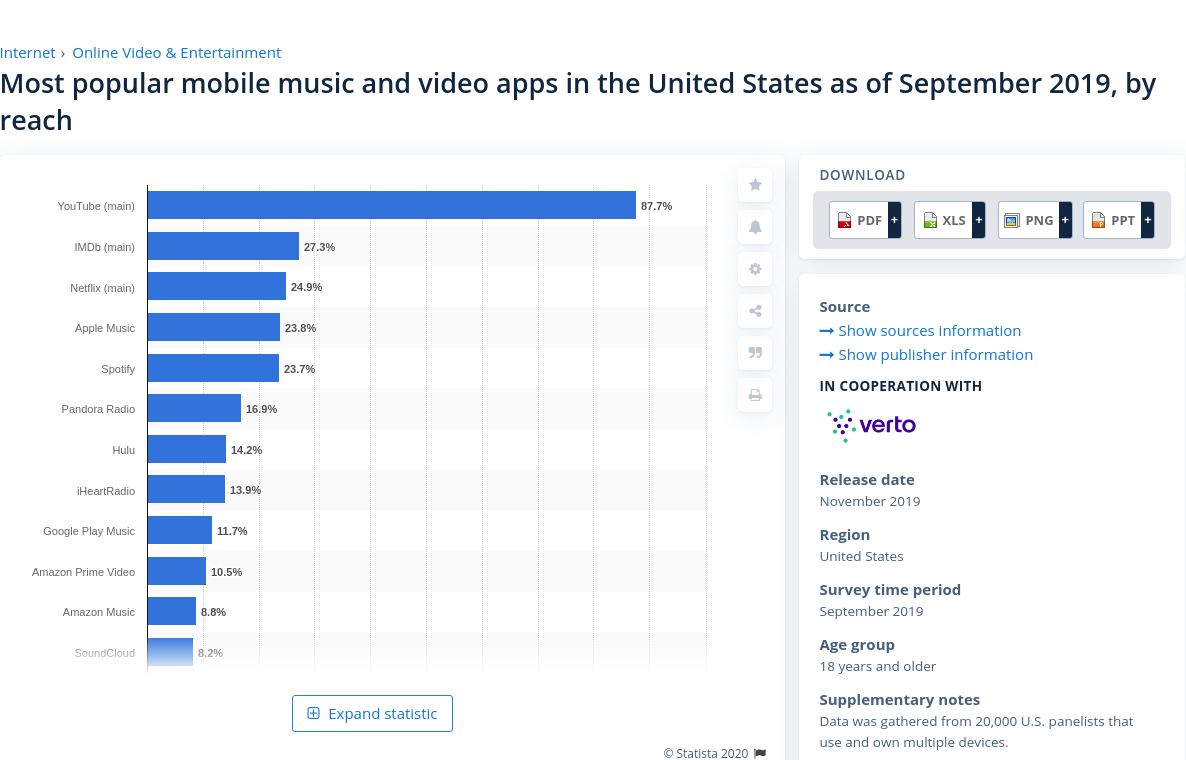 Internet › Online Video & Entertainment
Most popular mobile music and video apps in the United States as of September 2019, by
reach
YouTube (main) 87.7%
IMDb (main) 27.3%
Netflix (main) 24.9%
Apple Music 23.8%
Spotify 23.7%
Pandora Radio 16.9%
Hulu 14.2%
iHeartRadio 13.9%
Google Play Music 11.7%
Amazon Prime Video 10.5%
Amazon Music 8.8%
SoundCloud 8.2%
Expand statistic
© Statista 2020
DOWNLOAD
PDF + XLS + PNG + PPT +
Source
Show sources information
Show publisher information
IN COOPERATION WITH
verto
Release date
November 2019
Region
United States
Survey time period
September 2019
Age group
18 years and older
Supplementary notes
Data was gathered from 20,000 U.S. panelists that
use and own multiple devices.